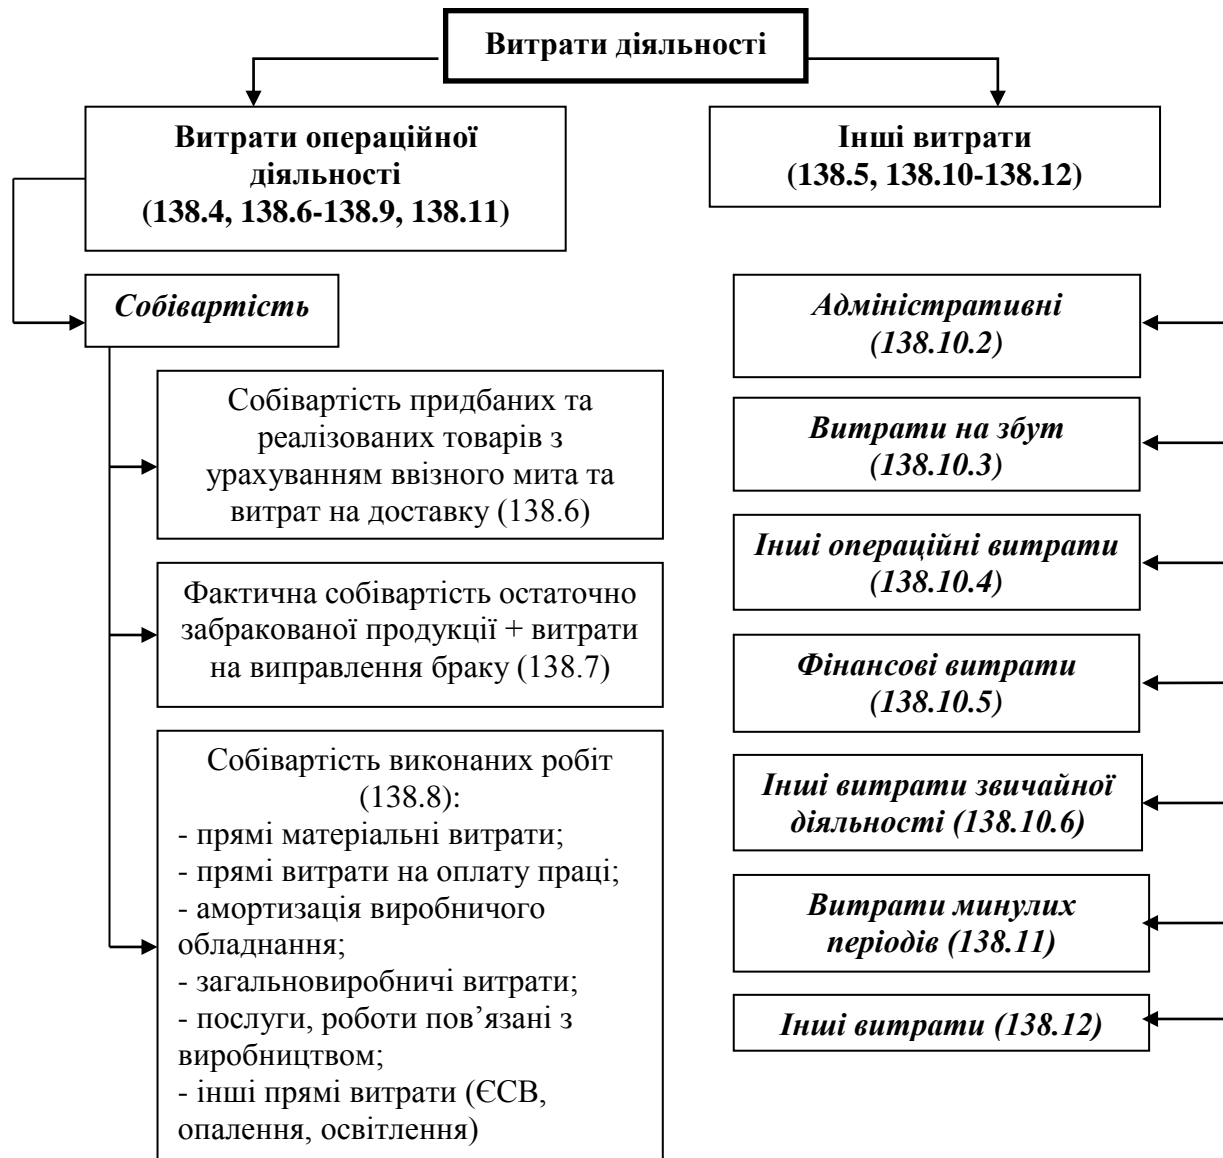 Витрати діяльності
Витрати операційної
діяльності
(138.4, 138.6-138.9, 138.11)
Інші витрати
(138.5, 138.10-138.12)
Собівартість
Собівартість придбаних та
реалізованих товарів з
урахуванням ввізного мита та
витрат на доставку (138.6)
Фактична собівартість остаточно
забракованої продукції + витрати
на виправлення браку (138.7)
Собівартість виконаних робіт
(138.8):
- прямі матеріальні витрати;
- прямі витрати на оплату праці;
- амортизація виробничого
обладнання;
- загальновиробничі витрати;
- послуги, роботи пов’язані з
виробництвом;
- інші прямі витрати (ЄСВ,
опалення, освітлення)
Адміністративні
(138.10.2)
Витрати на збут
(138.10.3)
Інші операційні витрати
(138.10.4)
Фінансові витрати
(138.10.5)
Інші витрати звичайної
діяльності (138.10.6)
Витрати минулих
періодів (138.11)
Інші витрати (138.12)